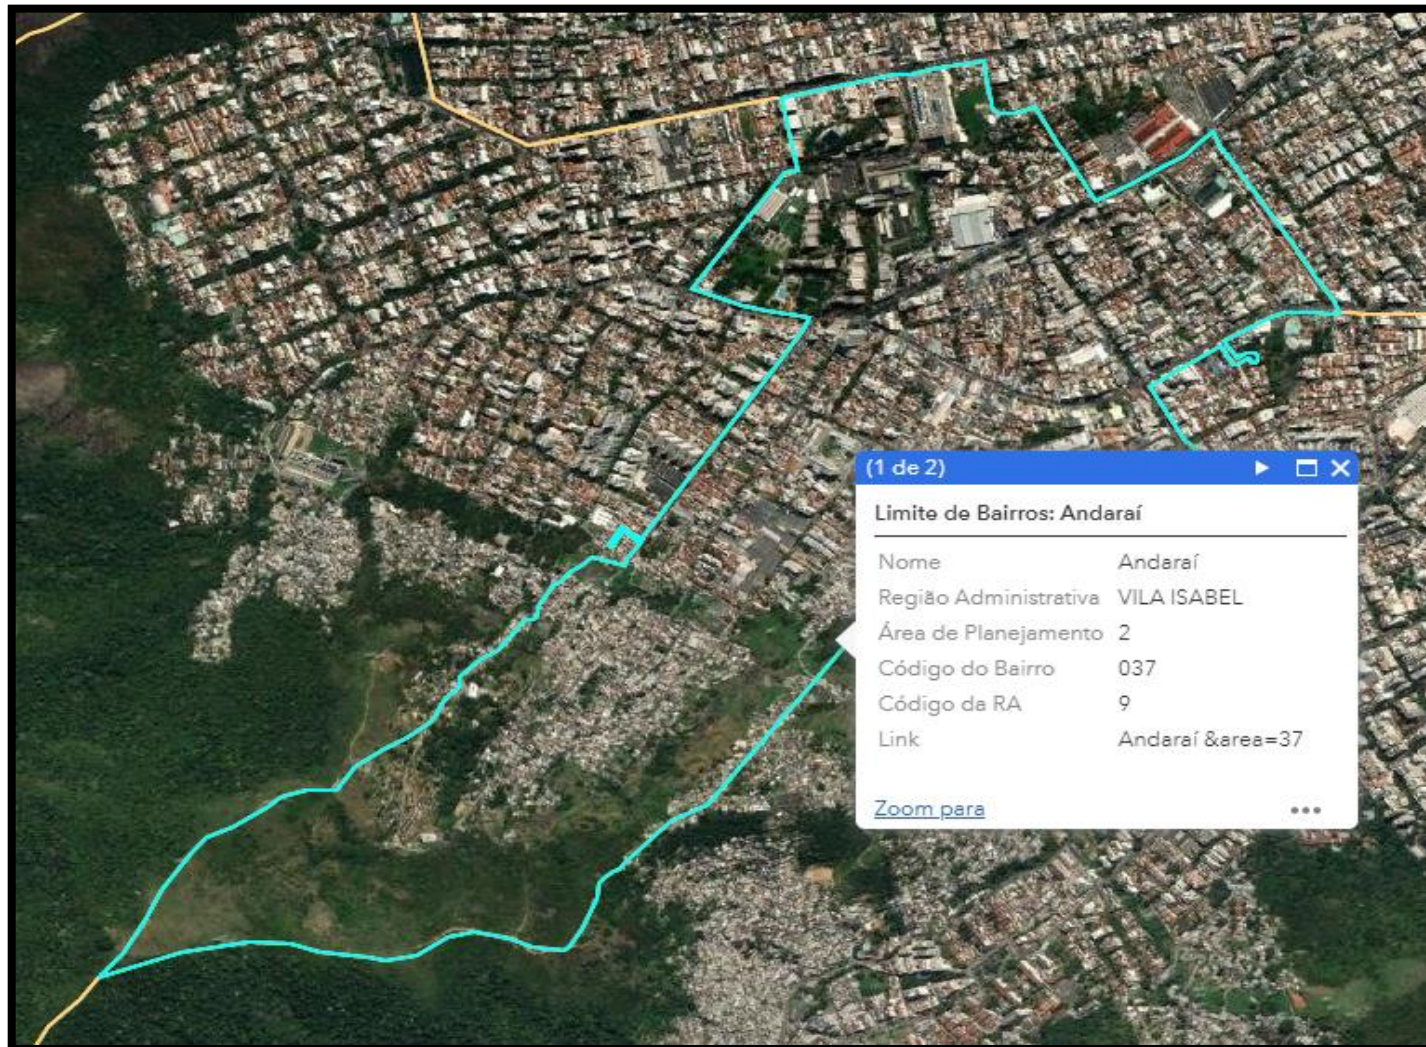 (1 de 2)
Limite de Bairros: Andaraí
Nome Andaraí
Região Administrativa VILA ISABEL
Área de Planejamento 2
Código do Bairro 037
Código da RA 9
Link Andaraí &area=37
Zoom para